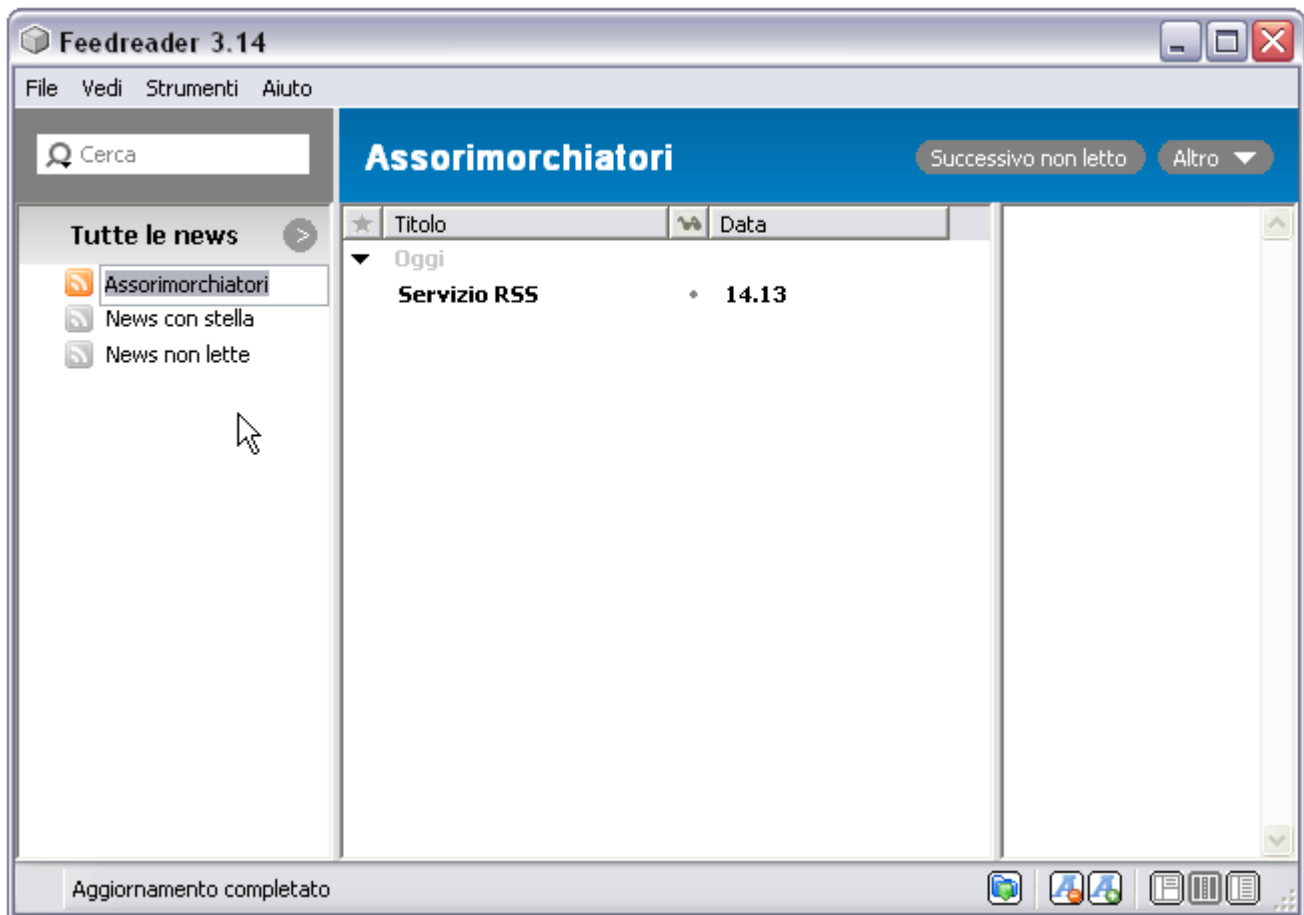 Feedreader 3.14
File Vedi Strumenti Aiuto
Cerca
Assorimorchiatori
Successivo non letto
Altro
Tutte le news
>
Assorimorchiatori
News con stella
News non lette
Titolo Data
Oggi
Servizio RSS 14.13
Aggiornamento completato